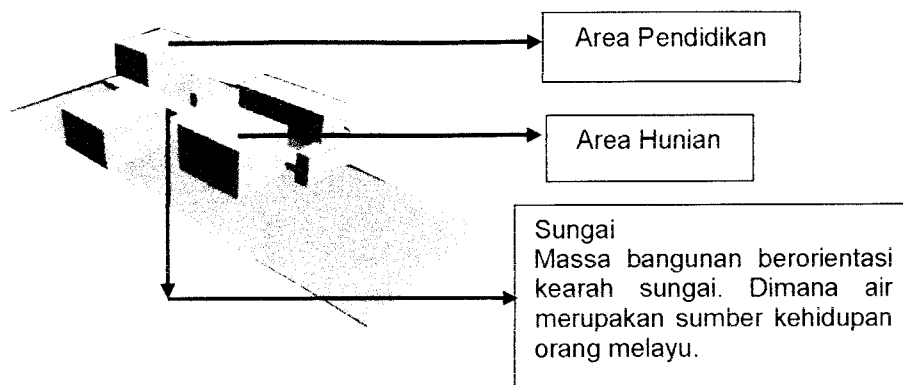 Area Pendidikan
Area Hunian
Sungai
Massa bangunan berorientasi
kearah sungai. Dimana air
merupakan sumber kehidupan
orang melayu.